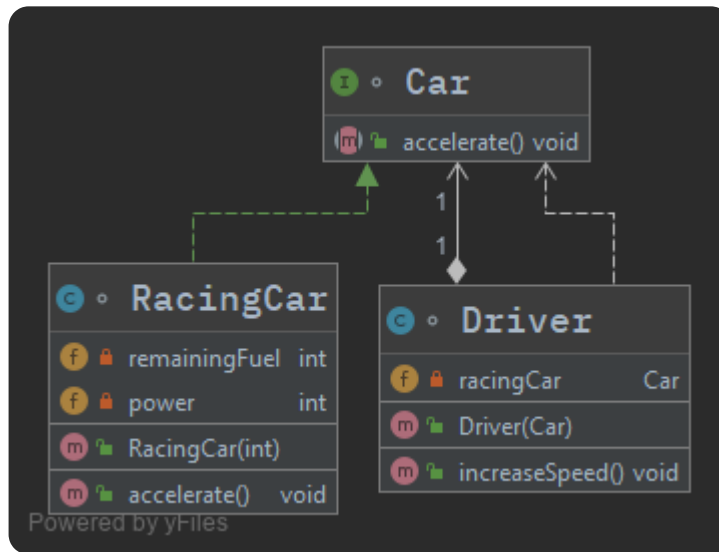 I Car
m accelerate() void
1
1
C RacingCar
f remainingFuel int
f power int
m RacingCar(int)
m accelerate() void
C Driver
f racingCar Car
m Driver(Car)
m increaseSpeed() void
Powered by yFiles